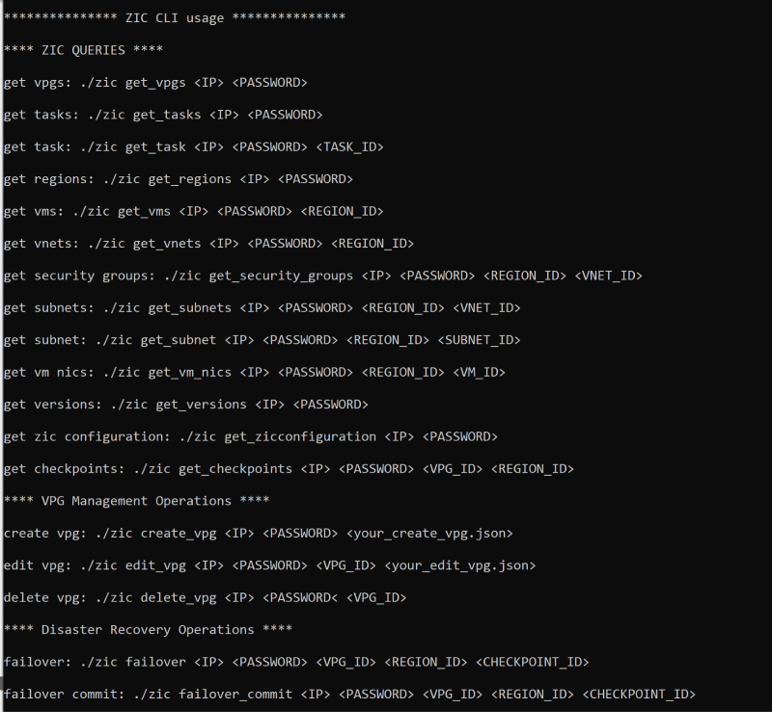 *************** ZIC CLI usage ***************
**** ZIC QUERIES ****
get vpgs: ./zic get_vpgs <IP> <PASSWORD>
get tasks: ./zic get_tasks <IP> <PASSWORD>
get task: ./zic get_task <IP> <PASSWORD> <TASK_ID>
get regions: ./zic get_regions <IP> <PASSWORD>
get vms: ./zic get_vms <IP> <PASSWORD> <REGION_ID>
get vnets: ./zic get_vnets <IP> <PASSWORD> <REGION_ID>
get security groups: ./zic get_security_groups <IP> <PASSWORD> <REGION_ID> <VNET_ID>
get subnets: ./zic get_subnets <IP> <PASSWORD> <REGION_ID> <VNET_ID>
get subnet: ./zic get_subnet <IP> <PASSWORD> <REGION_ID> <SUBNET_ID>
get vm nics: ./zic get_vm_nics <IP> <PASSWORD> <REGION_ID> <VM_ID>
get versions: ./zic get_versions <IP> <PASSWORD>
get zic configuration: ./zic get_zicconfiguration <IP> <PASSWORD>
get checkpoints: ./zic get_checkpoints <IP> <PASSWORD> <VPG_ID> <REGION_ID>
**** VPG Management Operations ****
create vpg: ./zic create_vpg <IP> <PASSWORD> <your_create_vpg.json>
edit vpg: ./zic edit_vpg <IP> <PASSWORD> <VPG_ID> <your_edit_vpg.json>
delete vpg: ./zic delete_vpg <IP> <PASSWORD< <VPG_ID>
**** Disaster Recovery Operations ****
failover: ./zic failover <IP> <PASSWORD> <VPG_ID> <REGION_ID> <CHECKPOINT_ID>
failover commit: ./zic failover_commit <IP> <PASSWORD> <VPG_ID> <REGION_ID> <CHECKPOINT_ID>